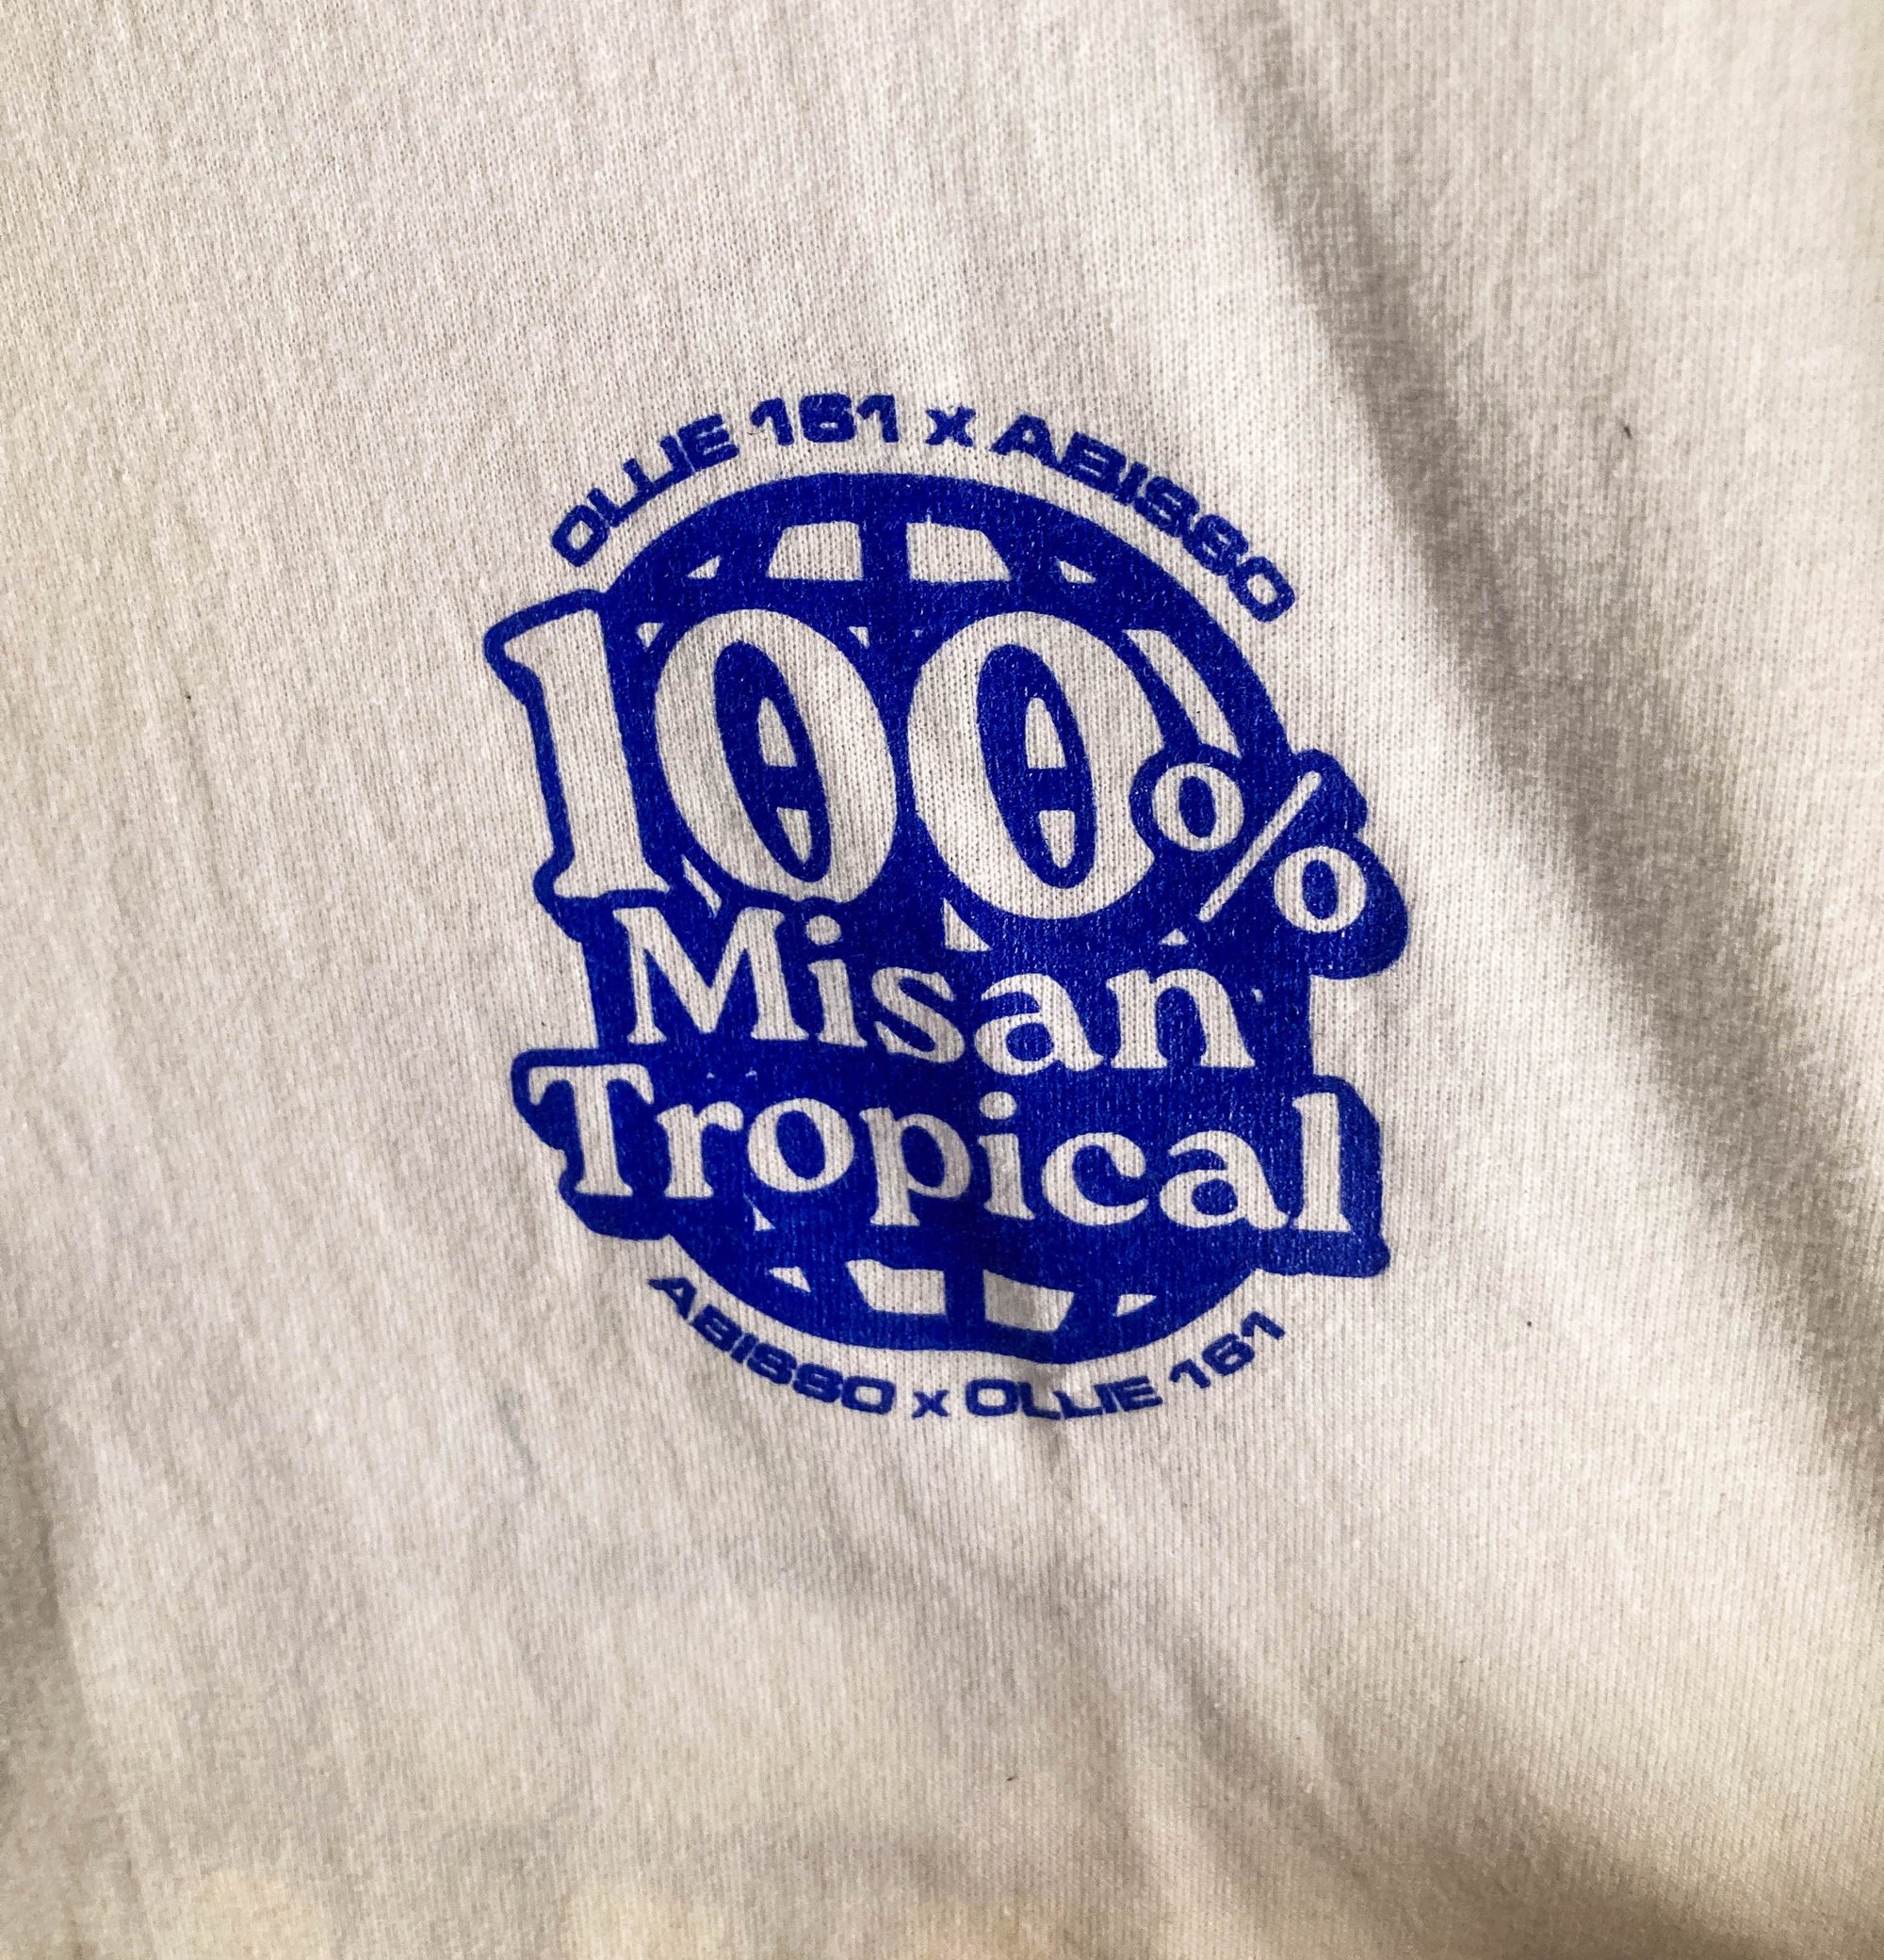 OLLIE 161 x ABISSO
100%
Misan
Tropical
ABISSO x OLLIE 161